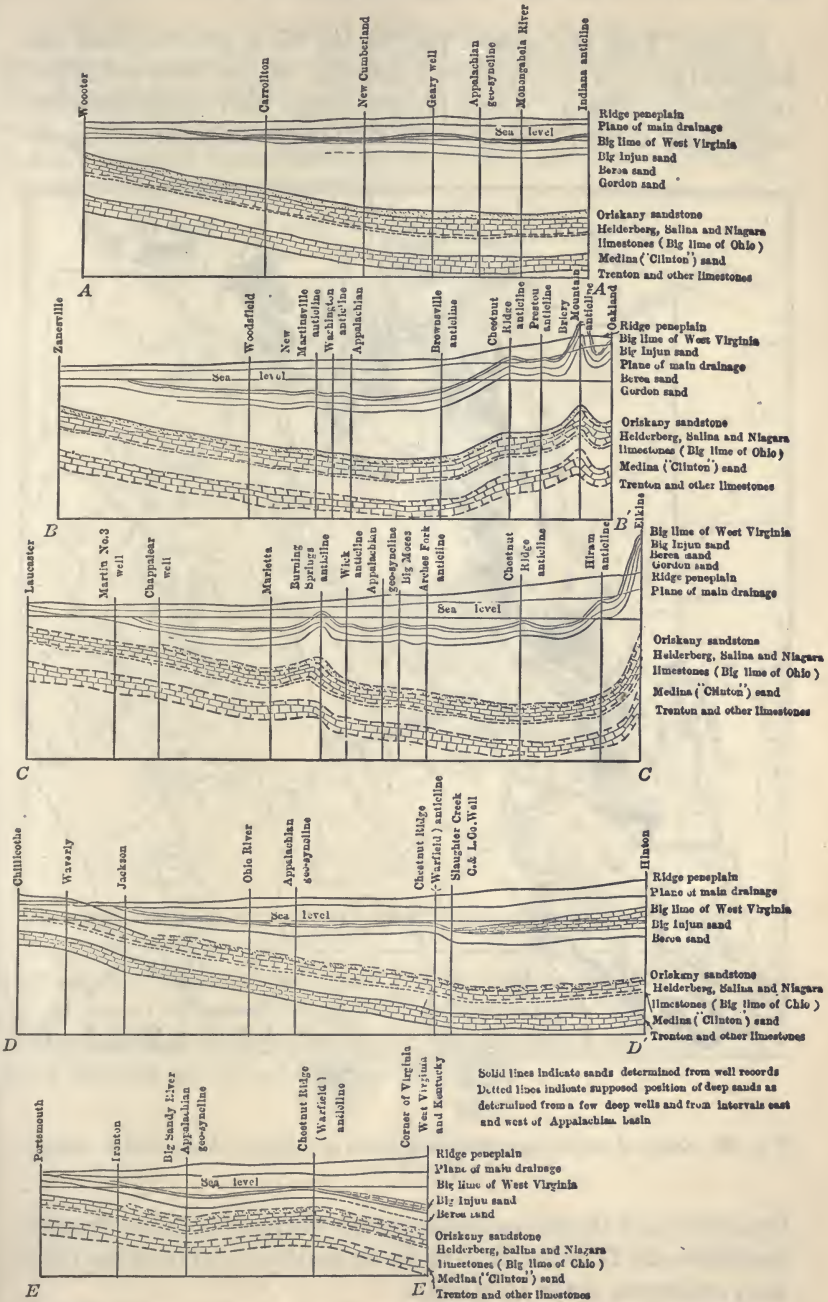 Wooster
Carrollton
New Cumberland
Geary well
Appalachian
geo-syncline
Monongahela River
Indiana anticline
Ridge peneplain
Plane of main drainage
Sea level
Big lime of West Virginia
Big Injun sand
Berea sand
Gordon sand
Oriskany sandstone
Helderberg, Salina and Niagara
limestones (Big lime of Ohio)
Medina ("Clinton") sand
Trenton and other limestones
A
A'
Zanesville
Woodsfield
New
Martinsville
anticline
Washington
anticline
Appalachian
Brownsville
anticline
Chestnut
Ridge
anticline
Preston
anticline
Briery
Mountain
anticline
Oakland
Ridge peneplain
Big lime of West Virginia
Big Injun sand
Plane of main drainage
Sea level
Berea sand
Gordon sand
Oriskany sandstone
Helderberg, Salina and Niagara
limestones (Big lime of Ohio)
Medina ("Clinton") sand
Trenton and other limestones
B
B'
Lancaster
Martin No.3
well
Chappalear
well
Marietta
Burning
Springs
anticline
Wick
anticline
Appalachian
geo-syncline
Big Moses
Arches Fork
anticline
Chestnut
Ridge
anticline
Hiram
anticline
Elkins
Big lime of West Virginia
Big Injun sand
Berea sand
Gordon sand
Ridge peneplain
Plane of main drainage
Sea level
Oriskany sandstone
Helderberg, Salina and Niagara
limestones (Big lime of Ohio)
Medina ("Clinton") sand
Trenton and other limestones
C
C
Chillicothe
Waverly
Jackson
Ohio River
Appalachian
geo-syncline
Chestnut Ridge
(Warfield) anticline
Slaughter Creek
C.& L.Co.Well
Hinton
Ridge peneplain
Plane of main drainage
Big lime of West Virginia
Sea level
Big Injun sand
Berea sand
Oriskany sandstone
Helderberg, Salina and Niagara
limestones (Big lime of Ohio)
Medina ("Clinton") sand
Trenton and other limestones
D
D'
Solid lines indicate sands determined from well records
Dotted lines indicate supposed position of deep sands as
determined from a few deep wells and from intervals east
and west of Appalachian basin
Portsmouth
Ironton
Big Sandy River
Appalachian
geo-syncline
Chestnut Ridge
(Warfield)
anticline
Corner of Virginia
West Virginia
and Kentucky
Ridge peneplain
Plane of main drainage
Sea level
Big lime of West Virginia
Big Injun sand
Berea sand
Oriskany sandstone
Helderberg, Salina and Niagara
limestones (Big lime of Ohio)
Medina ("Clinton") sand
Trenton and other limestones
E
E'